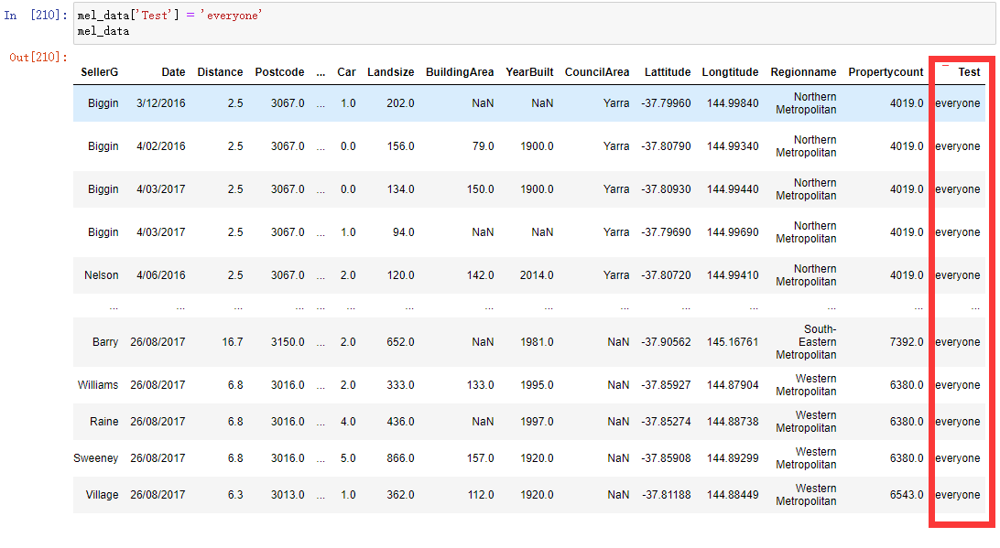 In [210]: mel_data['Test'] = 'everyone'
mel_data
Out[210]:
SellerG Date Distance Postcode ... Car Landsize BuildingArea YearBuilt CouncilArea Lattitude Longtitude Regionname Propertycount Test
Biggin 3/12/2016 2.5 3067.0 ... 1.0 202.0 NaN NaN Yarra -37.79960 144.99840 Northern Metropolitan 4019.0 everyone
Biggin 4/02/2016 2.5 3067.0 ... 0.0 156.0 79.0 1900.0 Yarra -37.80790 144.99340 Northern Metropolitan 4019.0 everyone
Biggin 4/03/2017 2.5 3067.0 ... 0.0 134.0 150.0 1900.0 Yarra -37.80930 144.99440 Northern Metropolitan 4019.0 everyone
Biggin 4/03/2017 2.5 3067.0 ... 1.0 94.0 NaN NaN Yarra -37.79690 144.99690 Northern Metropolitan 4019.0 everyone
Nelson 4/06/2016 2.5 3067.0 ... 2.0 120.0 142.0 2014.0 Yarra -37.80720 144.99410 Northern Metropolitan 4019.0 everyone
... ... ... ... ... ... ... ... ... ... ... ... ... ... ...
Barry 26/08/2017 16.7 3150.0 ... 2.0 652.0 NaN 1981.0 NaN -37.90562 145.16761 South-Eastern Metropolitan 7392.0 everyone
Williams 26/08/2017 6.8 3016.0 ... 2.0 333.0 133.0 1995.0 NaN -37.85927 144.87904 Western Metropolitan 6380.0 everyone
Raine 26/08/2017 6.8 3016.0 ... 4.0 436.0 NaN 1997.0 NaN -37.85274 144.88738 Western Metropolitan 6380.0 everyone
Sweeney 26/08/2017 6.8 3016.0 ... 5.0 866.0 157.0 1920.0 NaN -37.85908 144.89299 Western Metropolitan 6380.0 everyone
Village 26/08/2017 6.3 3013.0 ... 1.0 362.0 112.0 1920.0 NaN -37.81188 144.88449 Western Metropolitan 6543.0 everyone